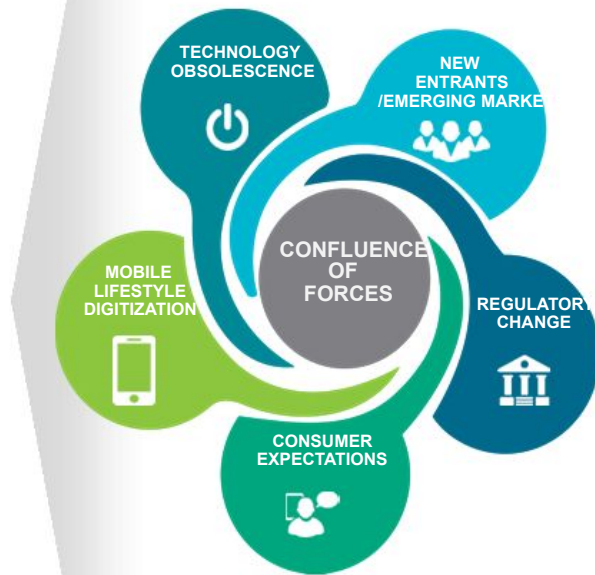 TECHNOLOGY
OBSOLESCENCE
NEW
ENTRANTS
/EMERGING MARKE
CONFLUENCE
OF
FORCES
MOBILE
LIFESTYLE
DIGITIZATION
REGULATORY
CHANGE
CONSUMER
EXPECTATIONS